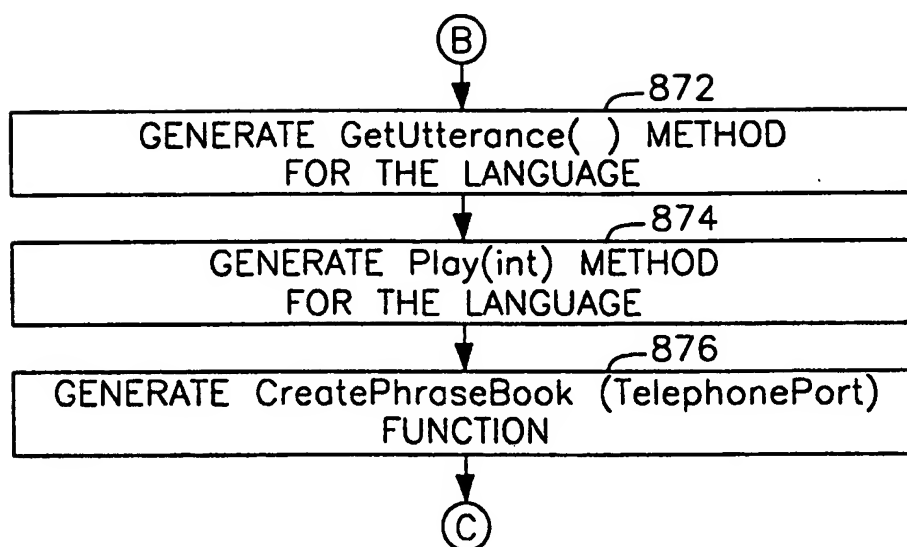 B
872
GENERATE GetUtterance( ) METHOD
FOR THE LANGUAGE
874
GENERATE Play(int) METHOD
FOR THE LANGUAGE
876
GENERATE CreatePhraseBook (TelephonePort)
FUNCTION
C